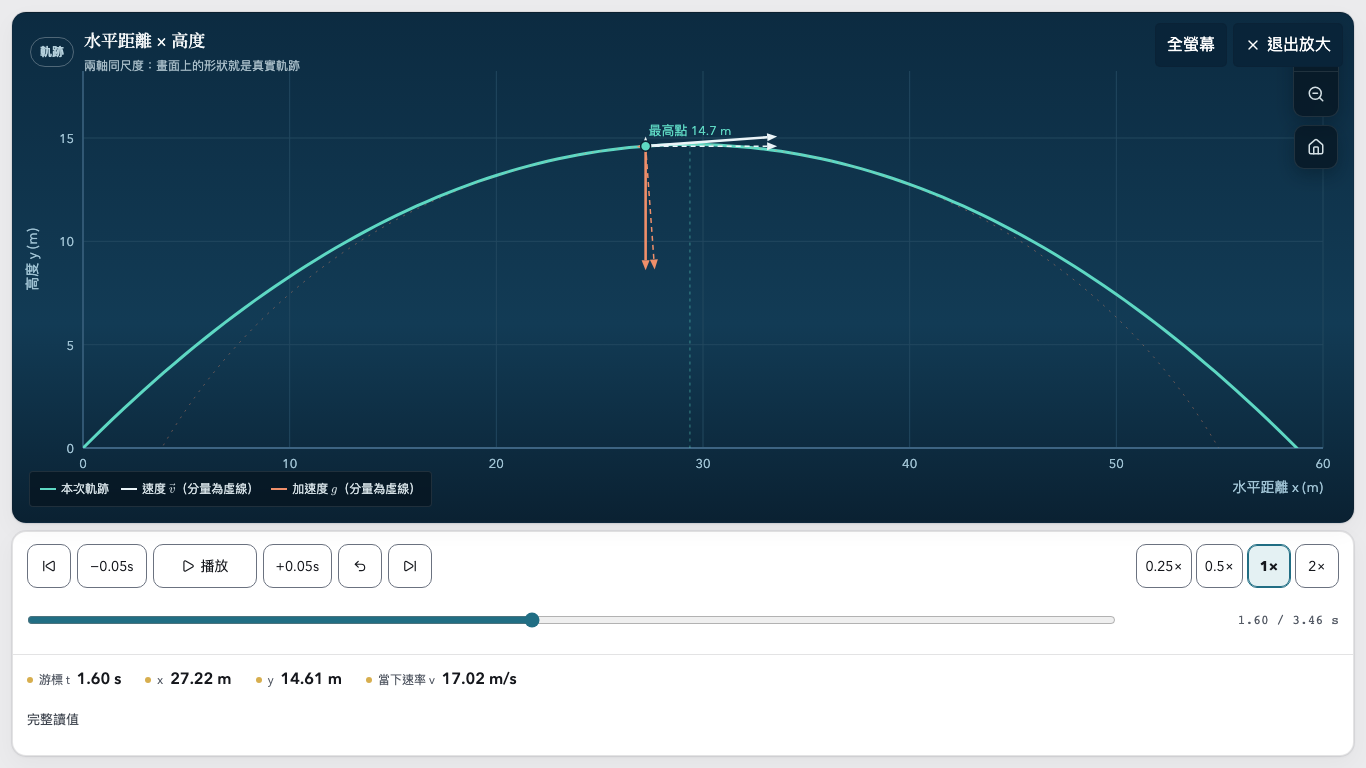 軌跡
水平距離 × 高度
兩軸同尺度：畫面上的形狀就是真實軌跡
全螢幕
× 退出放大
最高點 14.7 m
15
10
5
0
高度 y (m)
0 10 20 30 40 50 60
水平距離 x (m)
本次軌跡 速度 v⃗（分量為虛線） 加速度 g（分量為虛線）
−0.05s
播放
+0.05s
0.25×
0.5×
1×
2×
1.60 / 3.46 s
游標 t 1.60 s x 27.22 m y 14.61 m 當下速率 v 17.02 m/s
完整讀值